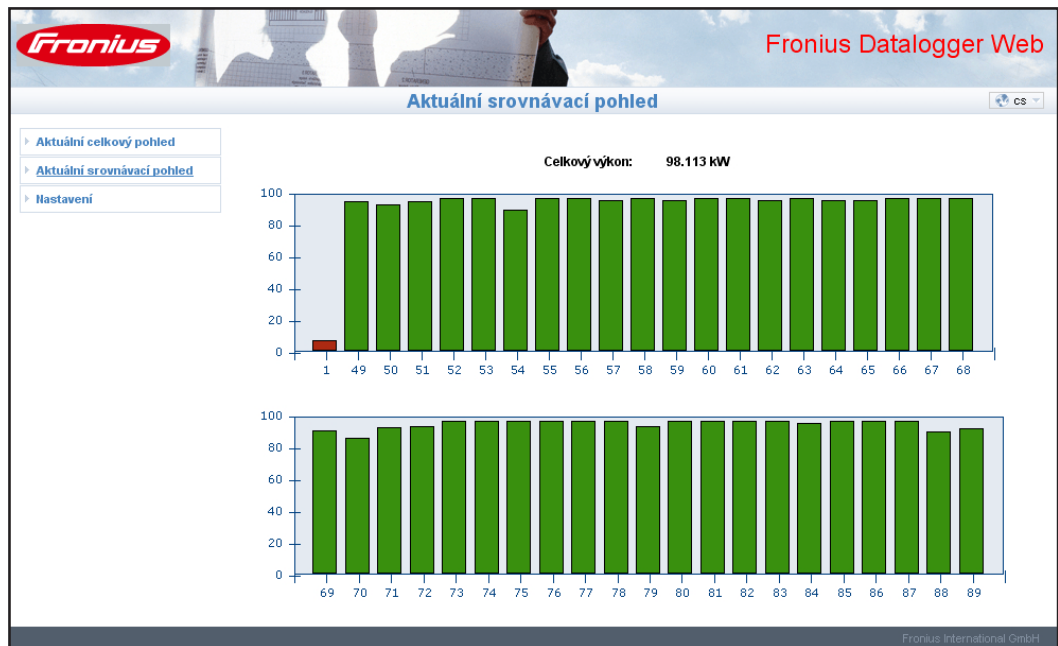 Fronius
Fronius Datalogger Web
Aktuální srovnávací pohled
cs
Aktuální celkový pohled
Aktuální srovnávací pohled
Nastavení
Celkový výkon: 98.113 kW
100
80
60
40
20
0
1 49 50 51 52 53 54 55 56 57 58 59 60 61 62 63 64 65 66 67 68
100
80
60
40
20
0
69 70 71 72 73 74 75 76 77 78 79 80 81 82 83 84 85 86 87 88 89
Fronius International GmbH